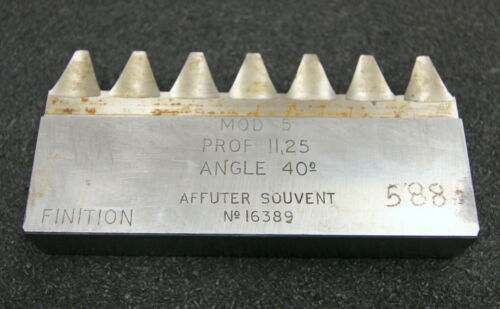 MOD 5
PROF 11,25
ANGLE 40º
AFFUTER SOUVENT
Nº 16389
FINITION
588